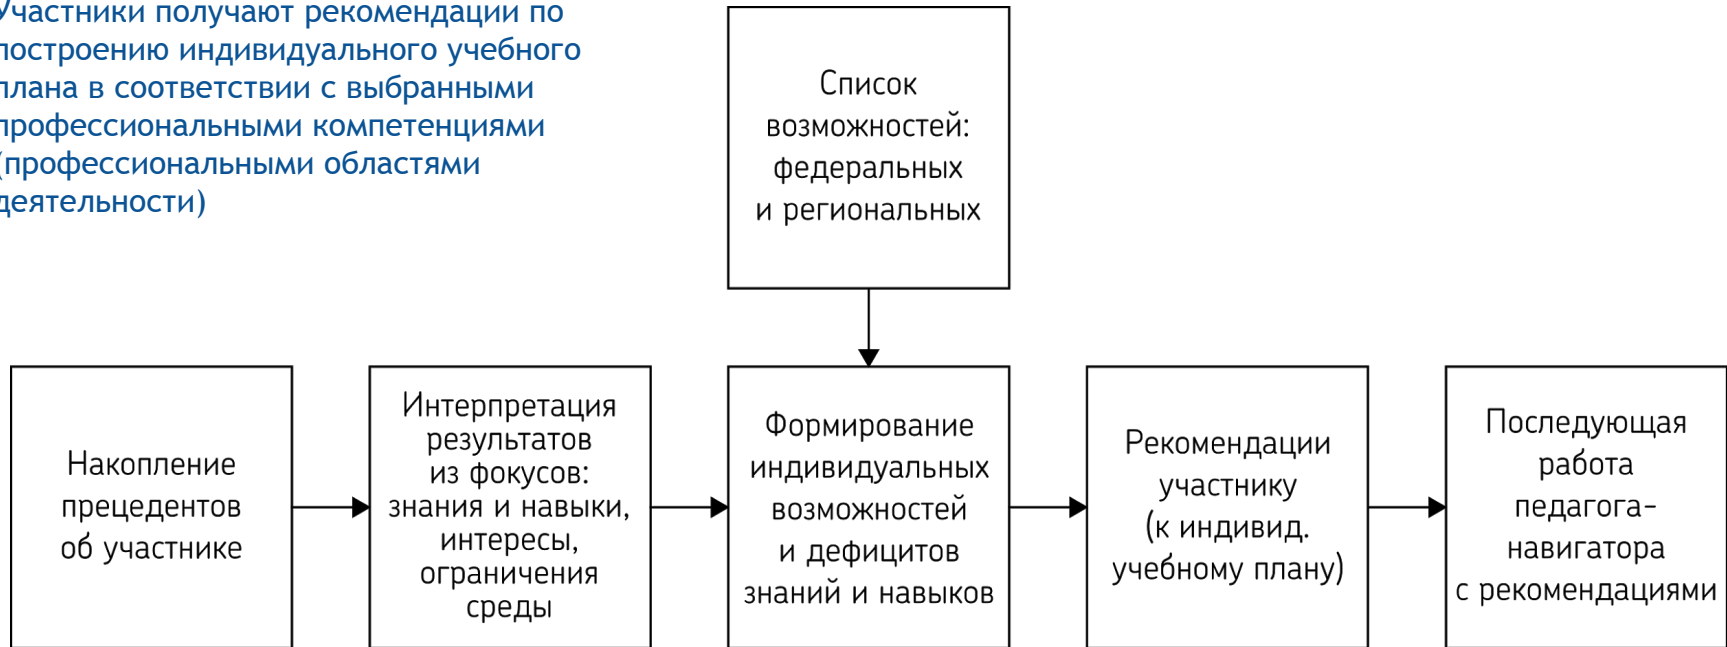 Участники получают рекомендации по
построению индивидуального учебного
плана в соответствии с выбранными
профессиональными компетенциями
(профессиональными областями
деятельности)
Список
возможностей:
федеральных
и региональных
Накопление
прецедентов
об участнике
Интерпретация
результатов
из фокусов:
знания и навыки,
интересы,
ограничения
среды
Формирование
индивидуальных
возможностей
и дефицитов
знаний и навыков
Рекомендации
участнику
(к индивид.
учебному плану)
Последующая
работа
педагога-
навигатора
с рекомендациями